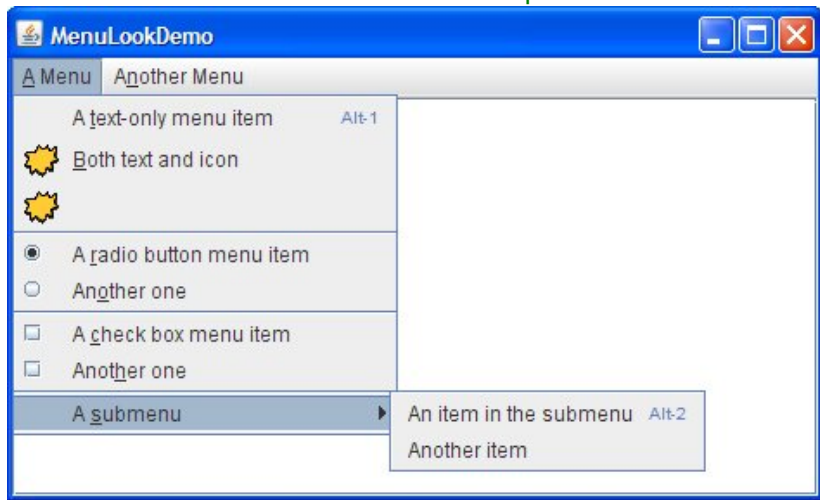 MenuLookDemo
A Menu Another Menu
A text-only menu item Alt-1
Both text and icon
A radio button menu item
Another one
A check box menu item
Another one
A submenu
An item in the submenu Alt-2
Another item